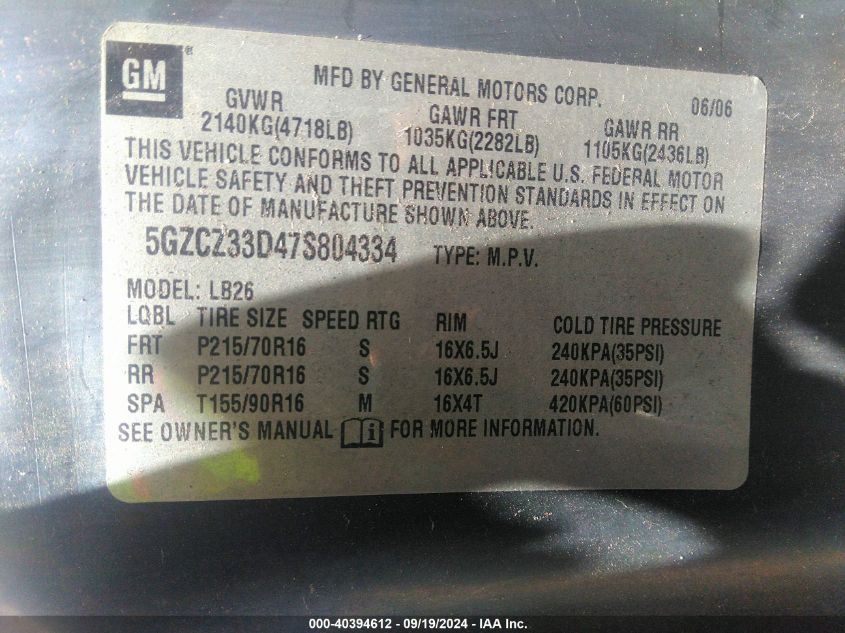 GM ®
MFD BY GENERAL MOTORS CORP. 06/06
GVWR GAWR FRT GAWR RR
2140KG(4718LB) 1035KG(2282LB) 1105KG(2436LB)
THIS VEHICLE CONFORMS TO ALL APPLICABLE U.S. FEDERAL MOTOR
VEHICLE SAFETY AND THEFT PREVENTION STANDARDS IN EFFECT ON
THE DATE OF MANUFACTURE SHOWN ABOVE.
5GZCZ33D47S804334 TYPE: M.P.V.
MODEL: LB26
LQBL TIRE SIZE SPEED RTG RIM COLD TIRE PRESSURE
FRT P215/70R16 S 16X6.5J 240KPA(35PSI)
RR P215/70R16 S 16X6.5J 240KPA(35PSI)
SPA T155/90R16 M 16X4T 420KPA(60PSI)
SEE OWNER'S MANUAL i FOR MORE INFORMATION.
000-40394612 - 09/19/2024 - IAA Inc.